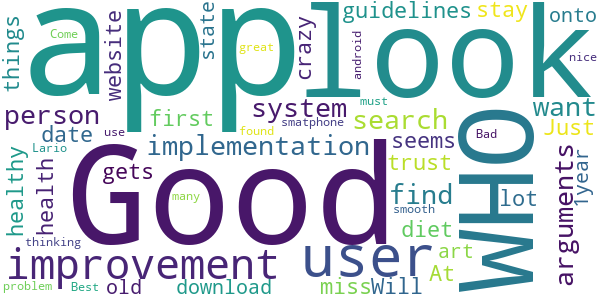 things
website
app
state
Come
great
crazy
android
look
guidelines
stay
onto
nice
must
person
date
first
system
search
want
Just
Lario
use
found
smatphone
Bad
healthy
health
Good
implementation
seems
trust
WHO
1year
arguments
gets
find
lot
many
smooth
diet
art
thinking
improvement
user
At
problem
Best
old
download
miss
Will